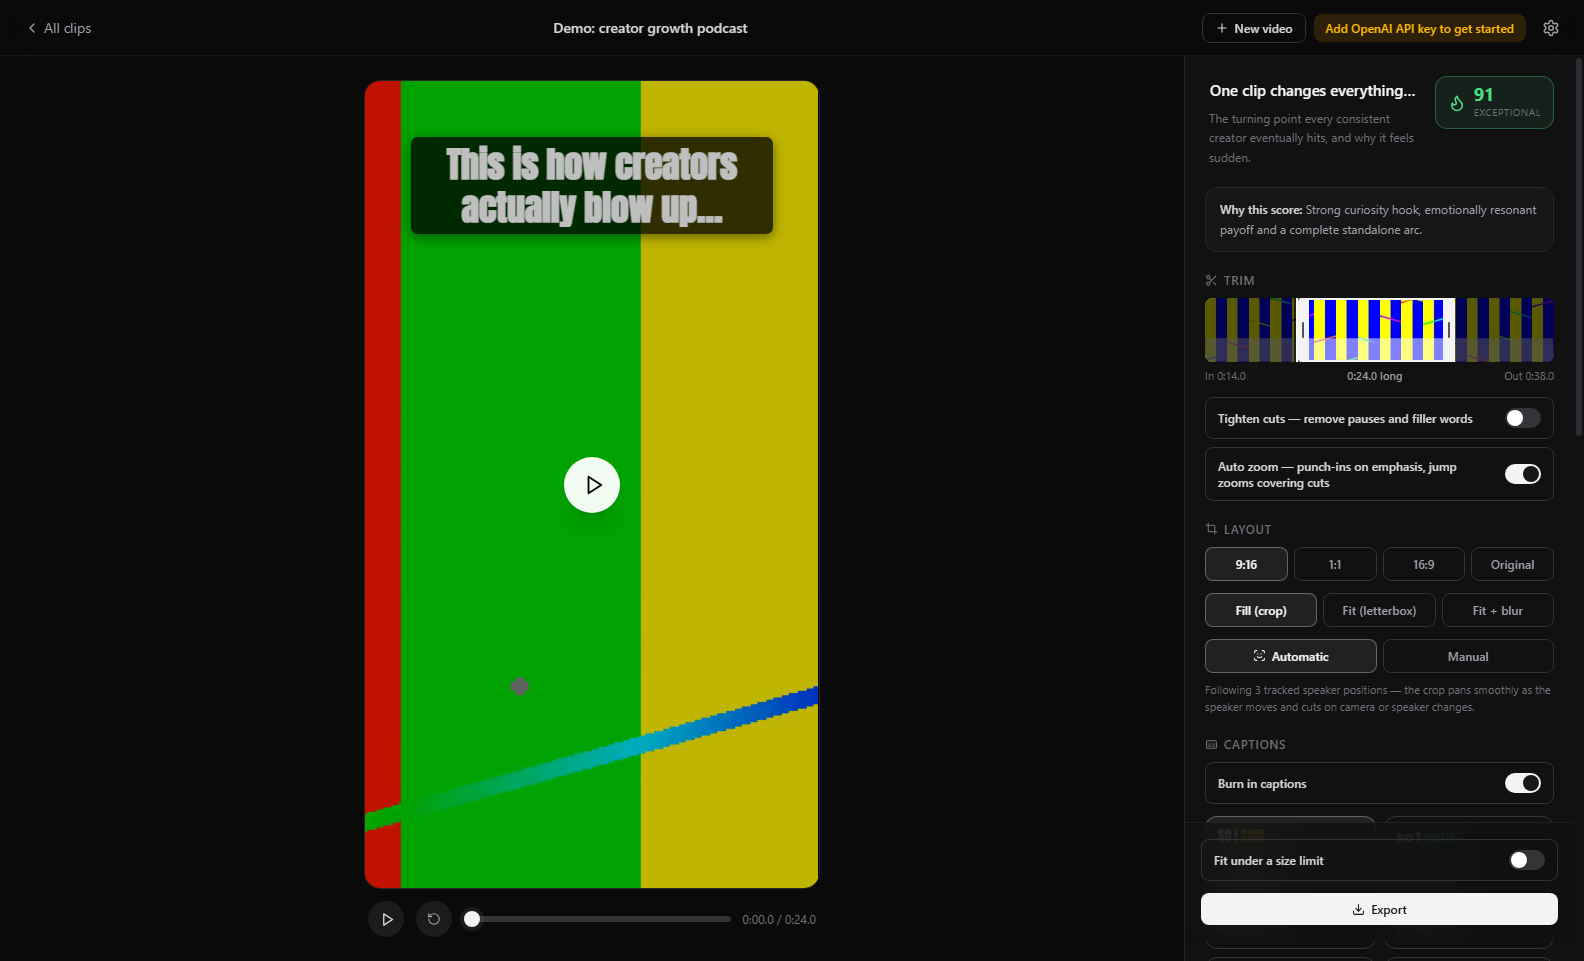 All clips
Demo: creator growth podcast
New video
Add OpenAI API key to get started
This is how creators
actually blow up...
0:00.0 / 0:24.0
One clip changes everything...
91
EXCEPTIONAL
The turning point every consistent
creator eventually hits, and why it feels
sudden.
Why this score: Strong curiosity hook, emotionally resonant
payoff and a complete standalone arc.
TRIM
In 0:14.0
0:24.0 long
Out 0:38.0
Tighten cuts — remove pauses and filler words
Auto zoom — punch-ins on emphasis, jump
zooms covering cuts
LAYOUT
9:16
1:1
16:9
Original
Fill (crop)
Fit (letterbox)
Fit + blur
Automatic
Manual
Following 3 tracked speaker positions — the crop pans smoothly as the
speaker moves and cuts on camera or speaker changes.
CAPTIONS
Burn in captions
so I sold
Fit under a size limit
Export